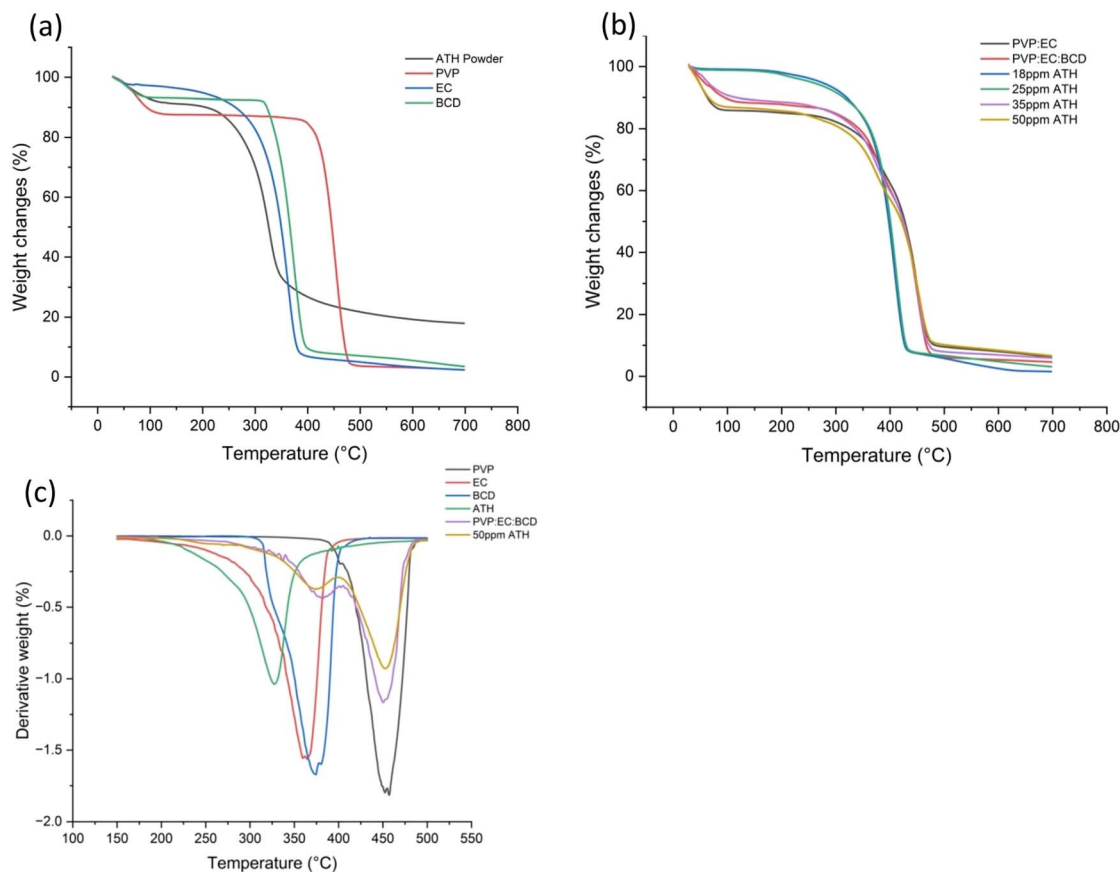 (a)
ATH Powder
PVP
EC
BCD
Weight changes (%)
100
80
60
40
20
0
0 100 200 300 400 500 600 700 800
Temperature (°C)
(b)
PVP:EC
PVP:EC:BCD
18ppm ATH
25ppm ATH
35ppm ATH
50ppm ATH
Weight changes (%)
100
80
60
40
20
0
0 100 200 300 400 500 600 700 800
Temperature (°C)
(c)
PVP
EC
BCD
ATH
PVP:EC:BCD
50ppm ATH
Derivative weight (%)
0.0
−0.5
−1.0
−1.5
−2.0
100 150 200 250 300 350 400 450 500 550
Temperature (°C)